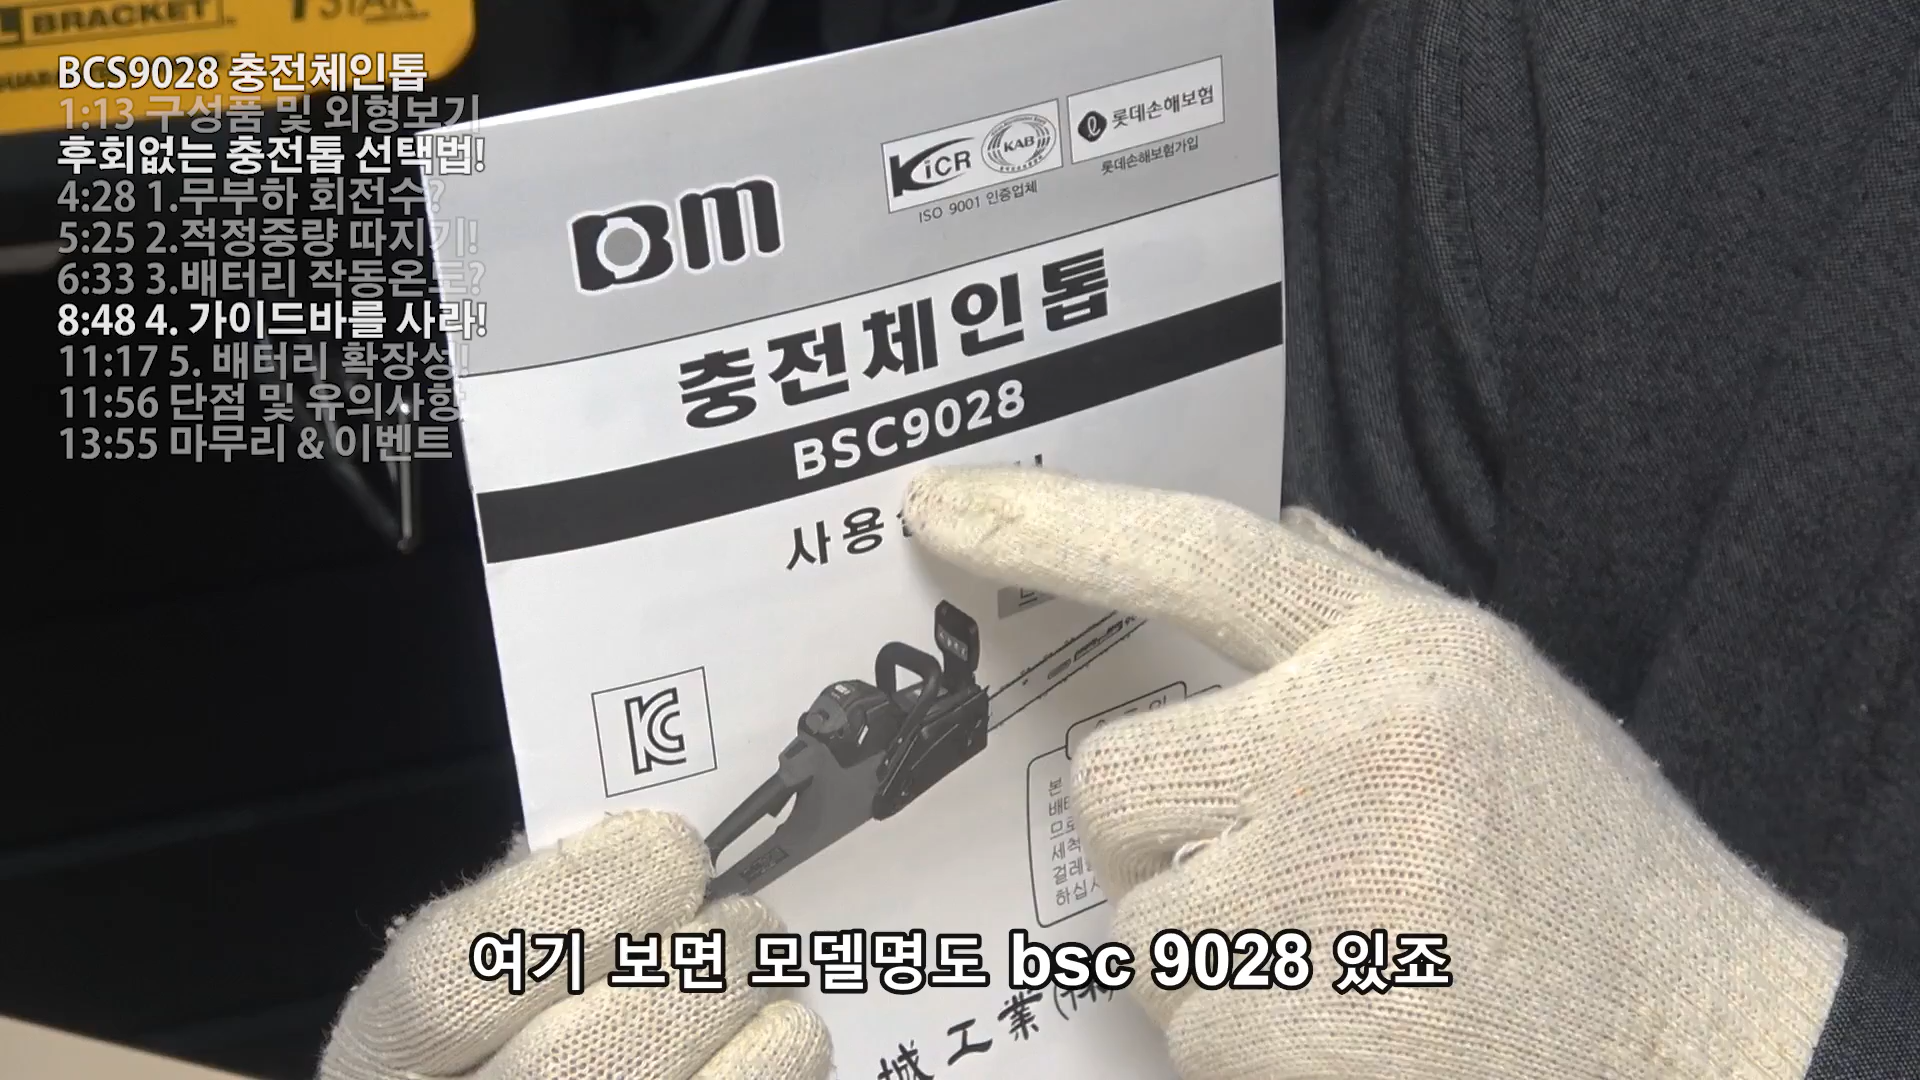 BRACKET
STAR
BCS9028 충전체인톱
1:13 구성품 및 외형보기
후회없는 충전톱 선택법!
4:28 1.무부하 회전수?
5:25 2.적정중량 따지기!
6:33 3.배터리 작동온도?
8:48 4. 가이드바를 사라!
11:17 5. 배터리 확장성!
11:56 단점 및 유의사항
13:55 마무리 & 이벤트
KiCR
KAB
롯데손해보험
ISO 9001 인증업체
롯데손해보험가입
BM
충전체인톱
BSC9028
사용
KC
본
배터
므로
세척
걸레
하십시
여기 보면 모델명도 bsc 9028 있죠
城工業(株)